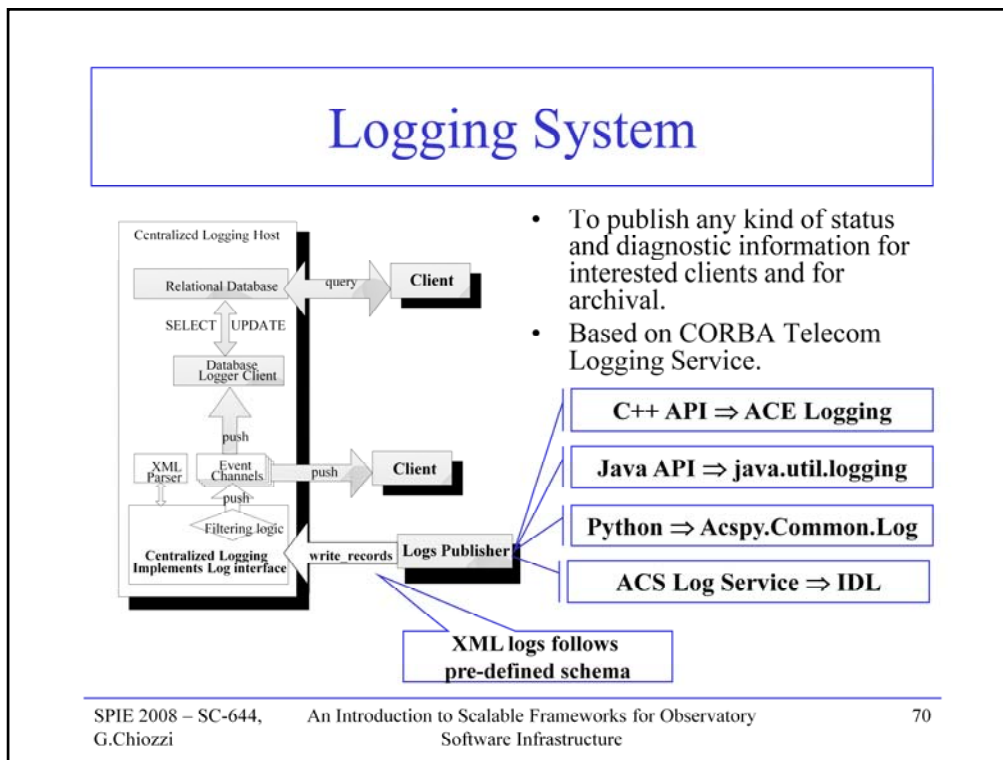 Logging System
Centralized Logging Host
Relational Database
query
Client
SELECT
UPDATE
Database
Logger Client
push
XML
Parser
Event
Channels
push
Client
push
Filtering logic
Centralized Logging
Implements Log interface
write_records
Logs Publisher
XML logs follows
pre-defined schema
• To publish any kind of status
and diagnostic information for
interested clients and for
archival.
• Based on CORBA Telecom
Logging Service.
C++ API ⇒ ACE Logging
Java API ⇒ java.util.logging
Python ⇒ Acspy.Common.Log
ACS Log Service ⇒ IDL
SPIE 2008 – SC-644,
G.Chiozzi
An Introduction to Scalable Frameworks for Observatory
Software Infrastructure
70